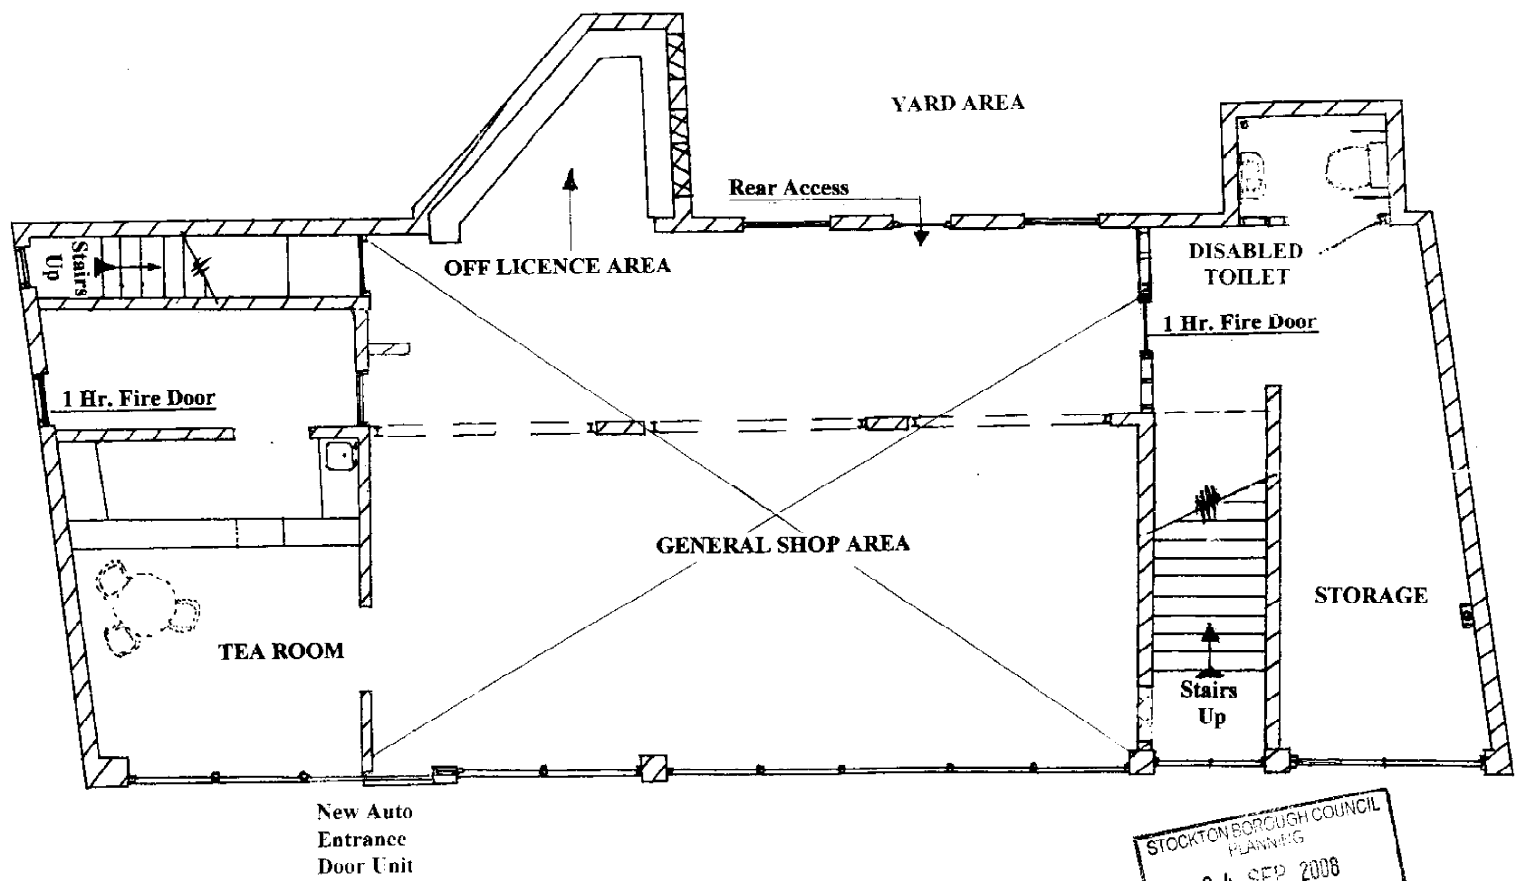 YARD AREA
Rear Access
OFF LICENCE AREA
Stairs
Up
DISABLED
TOILET
1 Hr. Fire Door
1 Hr. Fire Door
GENERAL SHOP AREA
STORAGE
TEA ROOM
Stairs
Up
New Auto
Entrance
Door Unit
STOCKTON BOROUGH COUNCIL
PLANNING
SEP 2008